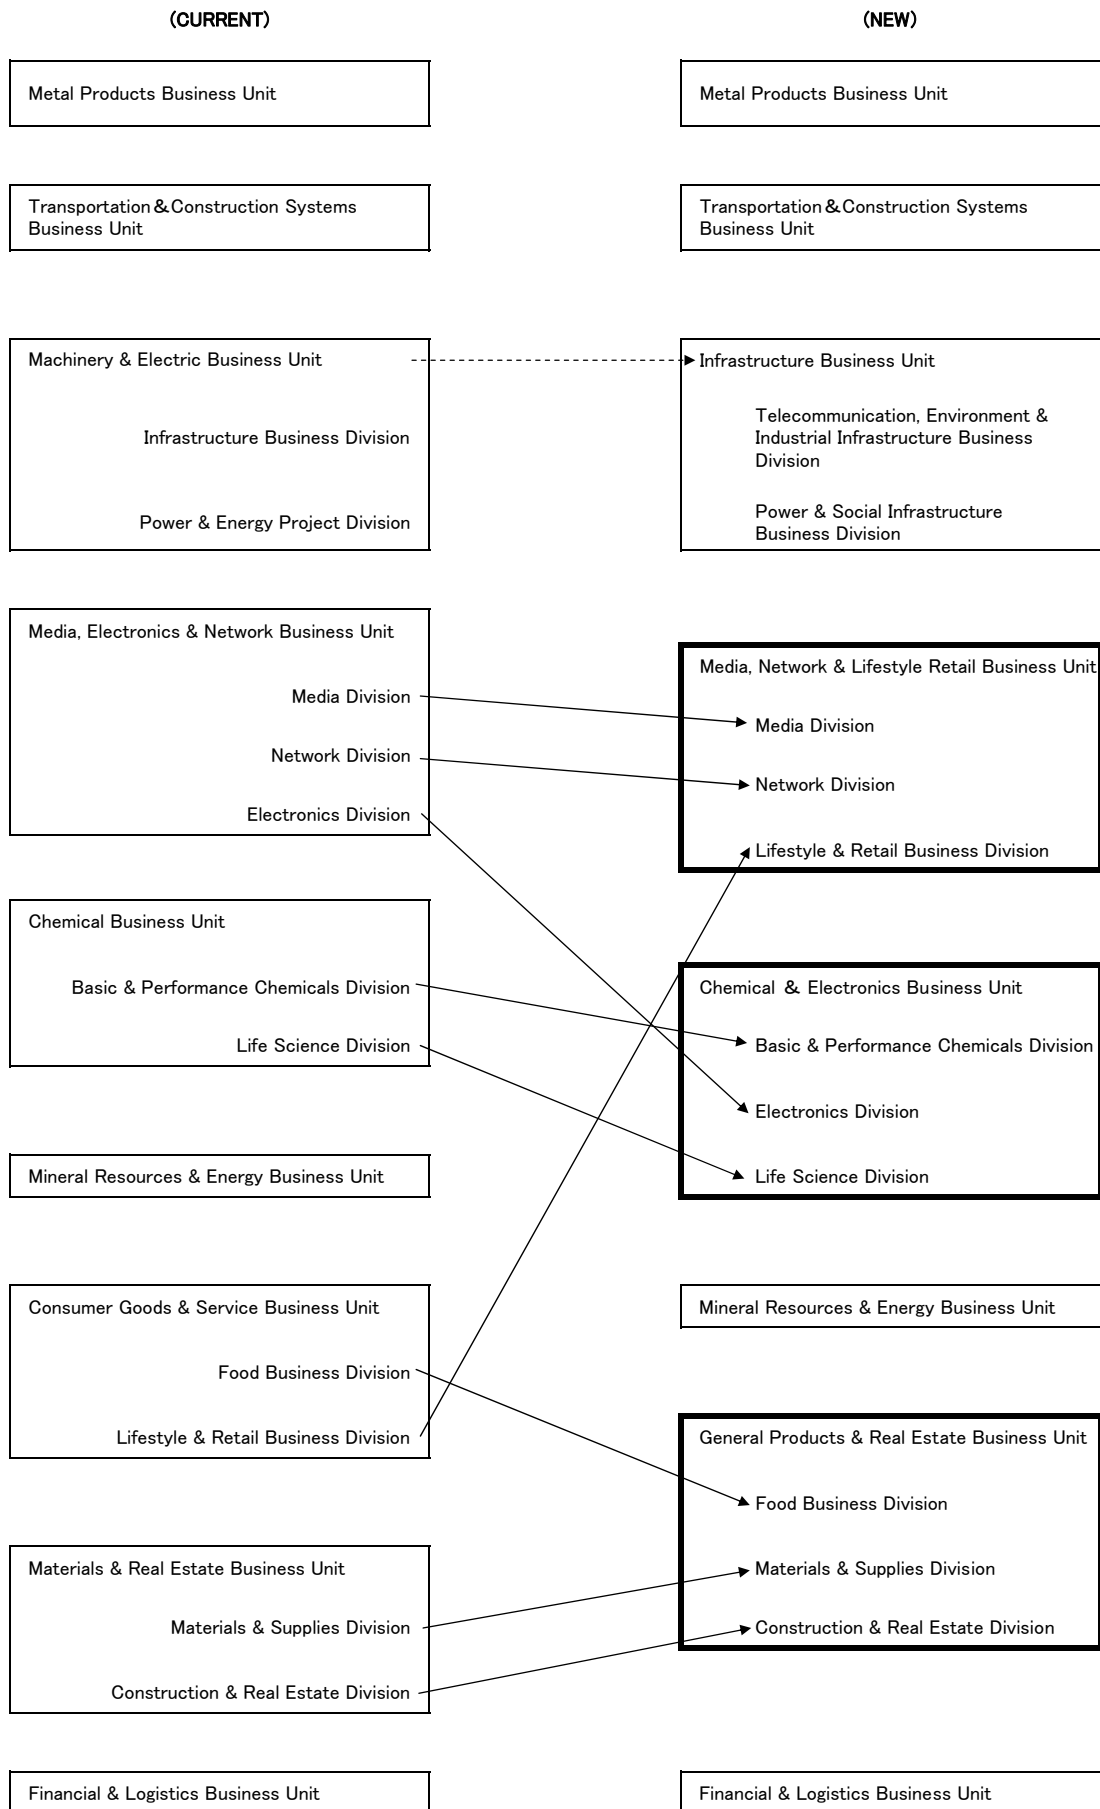 (CURRENT)
(NEW)
Metal Products Business Unit
Metal Products Business Unit
Transportation&Construction Systems
Business Unit
Transportation&Construction Systems
Business Unit
Machinery & Electric Business Unit
Infrastructure Business Division
Power & Energy Project Division
Infrastructure Business Unit
Telecommunication, Environment &
Industrial Infrastructure Business
Division
Power & Social Infrastructure
Business Division
Media, Electronics & Network Business Unit
Media Division
Network Division
Electronics Division
Media, Network & Lifestyle Retail Business Unit
Media Division
Network Division
Lifestyle & Retail Business Division
Chemical Business Unit
Basic & Performance Chemicals Division
Life Science Division
Chemical & Electronics Business Unit
Basic & Performance Chemicals Division
Electronics Division
Life Science Division
Mineral Resources & Energy Business Unit
Mineral Resources & Energy Business Unit
Consumer Goods & Service Business Unit
Food Business Division
Lifestyle & Retail Business Division
General Products & Real Estate Business Unit
Food Business Division
Materials & Supplies Division
Construction & Real Estate Division
Materials & Real Estate Business Unit
Materials & Supplies Division
Construction & Real Estate Division
Financial & Logistics Business Unit
Financial & Logistics Business Unit